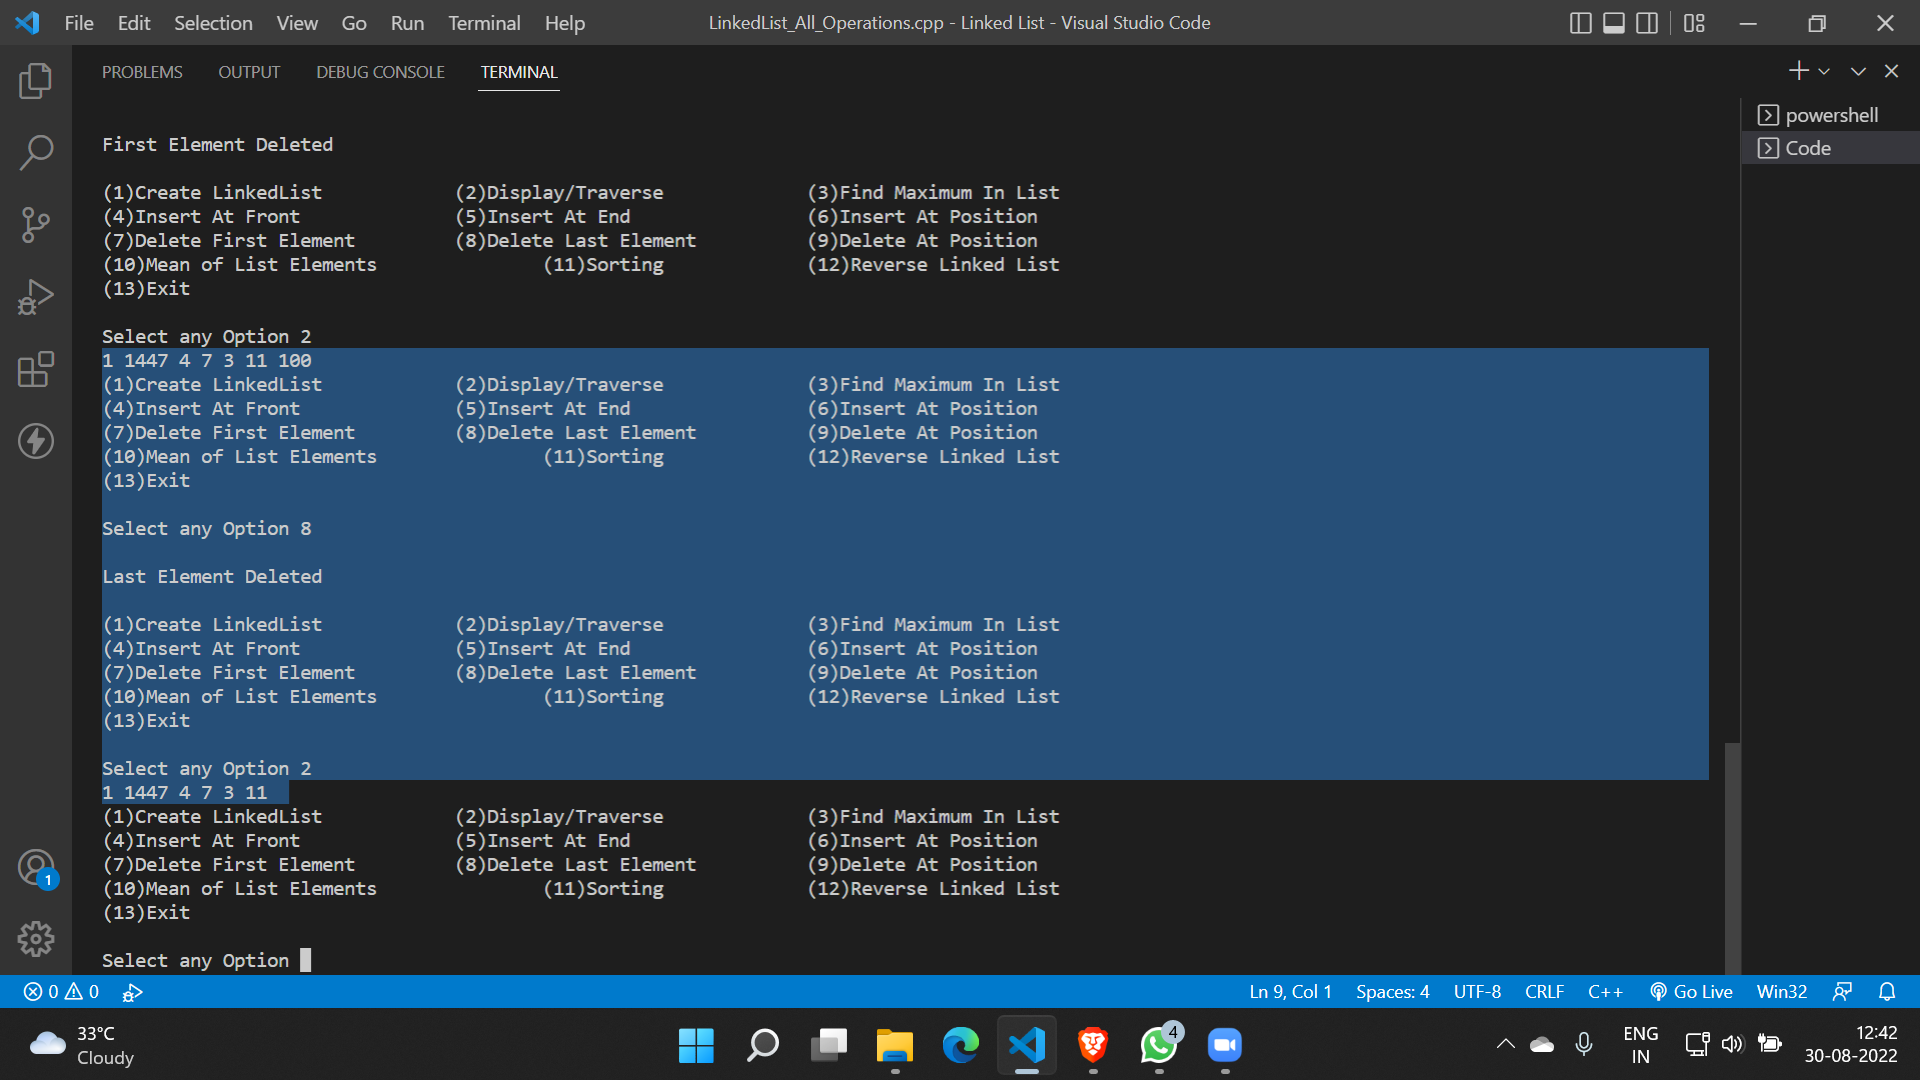 File Edit Selection View Go Run Terminal Help LinkedList_All_Operations.cpp - Linked List - Visual Studio Code
PROBLEMS OUTPUT DEBUG CONSOLE TERMINAL
powershell
Code
First Element Deleted
(1)Create LinkedList (2)Display/Traverse (3)Find Maximum In List
(4)Insert At Front (5)Insert At End (6)Insert At Position
(7)Delete First Element (8)Delete Last Element (9)Delete At Position
(10)Mean of List Elements (11)Sorting (12)Reverse Linked List
(13)Exit
Select any Option 2
1 1447 4 7 3 11 100
(1)Create LinkedList (2)Display/Traverse (3)Find Maximum In List
(4)Insert At Front (5)Insert At End (6)Insert At Position
(7)Delete First Element (8)Delete Last Element (9)Delete At Position
(10)Mean of List Elements (11)Sorting (12)Reverse Linked List
(13)Exit
Select any Option 8
Last Element Deleted
(1)Create LinkedList (2)Display/Traverse (3)Find Maximum In List
(4)Insert At Front (5)Insert At End (6)Insert At Position
(7)Delete First Element (8)Delete Last Element (9)Delete At Position
(10)Mean of List Elements (11)Sorting (12)Reverse Linked List
(13)Exit
Select any Option 2
1 1447 4 7 3 11
(1)Create LinkedList (2)Display/Traverse (3)Find Maximum In List
(4)Insert At Front (5)Insert At End (6)Insert At Position
(7)Delete First Element (8)Delete Last Element (9)Delete At Position
(10)Mean of List Elements (11)Sorting (12)Reverse Linked List
(13)Exit
Select any Option
1
0 0 Ln 9, Col 1 Spaces: 4 UTF-8 CRLF C++ Go Live Win32
33°C
Cloudy
4
ENG
IN
12:42
30-08-2022